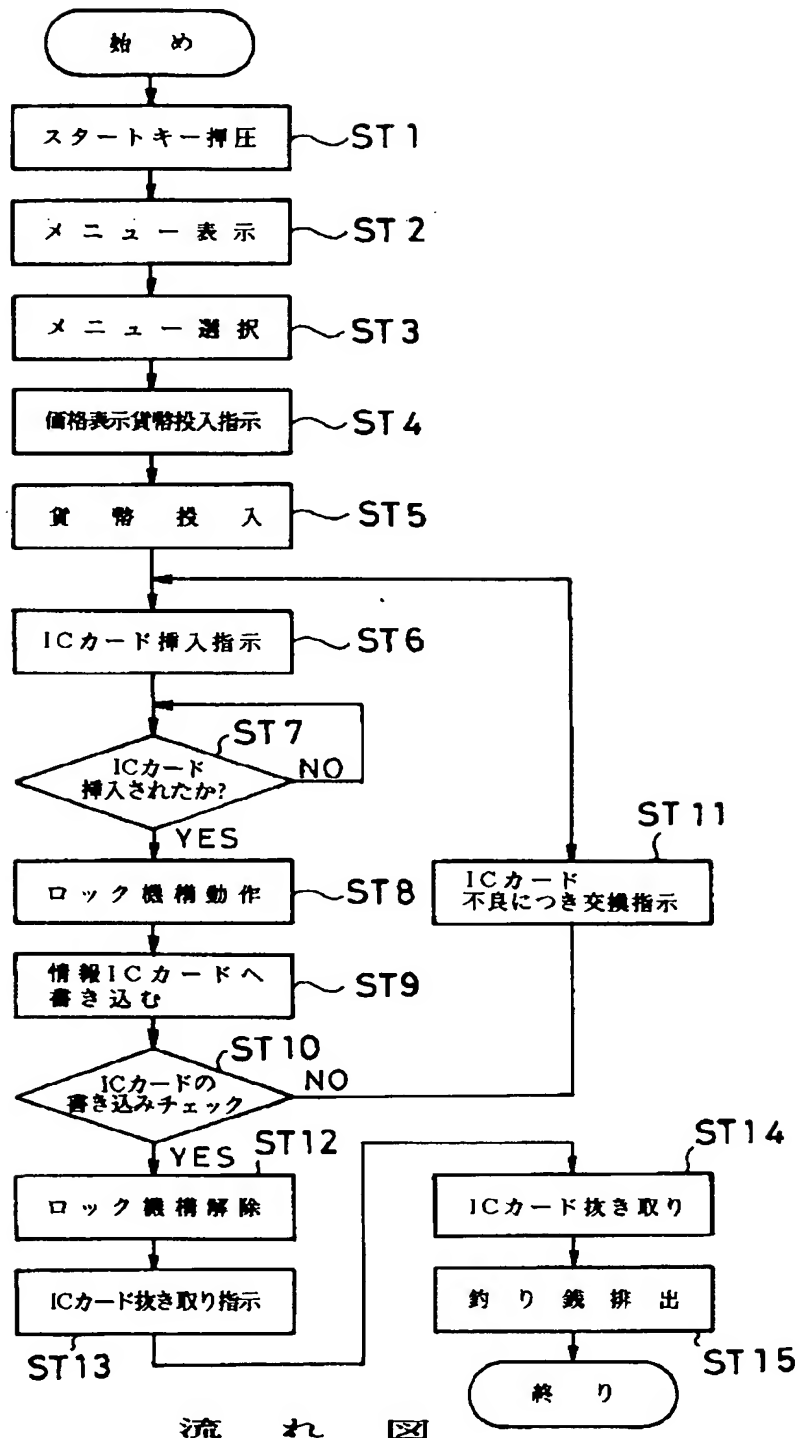 始め
スタートキー押圧
ST1
メニュー表示
ST2
メニュー選択
ST3
価格表示貨幣投入指示
ST4
貨幣投入
ST5
ICカード挿入指示
ST6
ST7
ICカード
挿入されたか?
NO
YES
ロック機構動作
ST8
ST11
ICカード
不良につき交換指示
情報ICカードへ
書き込む
ST9
ST10
ICカードの
書き込みチェック
NO
YES
ST12
ロック機構解除
ICカード抜き取り指示
ST13
ST14
ICカード抜き取り
釣り銭排出
ST15
終り
流れ図